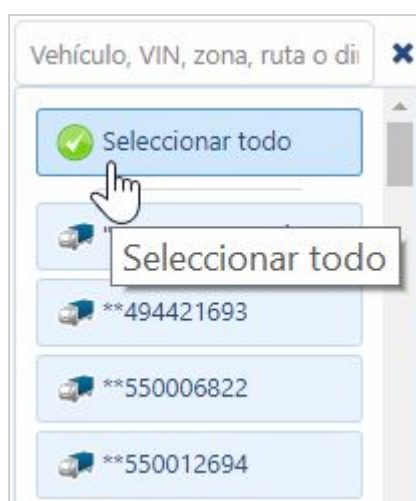 Vehículo, VIN, zona, ruta o di
Seleccionar todo
Seleccionar todo
**494421693
**550006822
**550012694